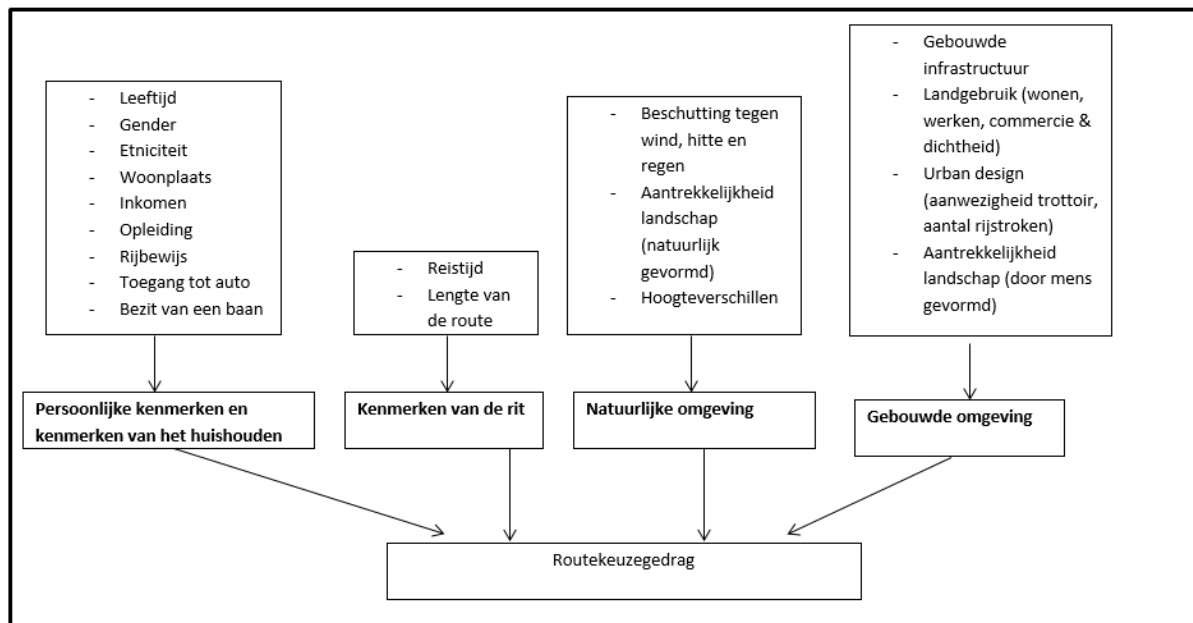 - Leeftijd
- Gender
- Etniciteit
- Woonplaats
- Inkomen
- Opleiding
- Rijbewijs
- Toegang tot auto
- Bezit van een baan
- Reistijd
- Lengte van
de route
- Beschutting tegen
wind, hitte en
regen
- Aantrekkelijkheid
landschap
(natuurlijk
gevormd)
- Hoogteverschillen
- Gebouwde
infrastructuur
- Landgebruik (wonen,
werken, commercie &
dichtheid)
- Urban design
(aanwezigheid trottoir,
aantal rijstroken)
- Aantrekkelijkheid
landschap (door mens
gevormd)
Persoonlijke kenmerken en
kenmerken van het huishouden
Kenmerken van de rit
Natuurlijke omgeving
Gebouwde omgeving
Routekeuzegedrag